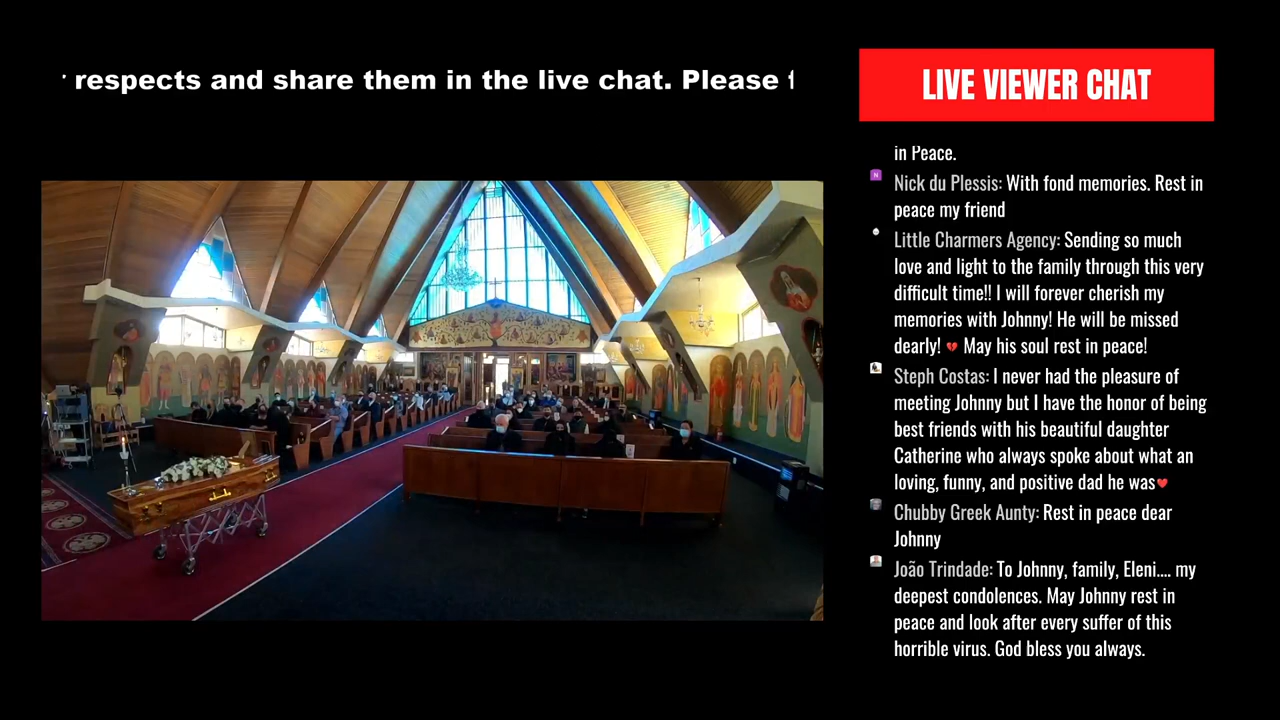 respects and share them in the live chat. Please
LIVE VIEWER CHAT
in Peace.
N
Nick du Plessis: With fond memories. Rest in
peace my friend
Little Charmers Agency: Sending so much
love and light to the family through this very
difficult time!! I will forever cherish my
memories with Johnny! He will be missed
dearly! 💔 May his soul rest in peace!
Steph Costas: I never had the pleasure of
meeting Johnny but I have the honor of being
best friends with his beautiful daughter
Catherine who always spoke about what an
loving, funny, and positive dad he was❤️
Chubby Greek Aunty: Rest in peace dear
Johnny
João Trindade: To Johnny, family, Eleni.... my
deepest condolences. May Johnny rest in
peace and look after every suffer of this
horrible virus. God bless you always.